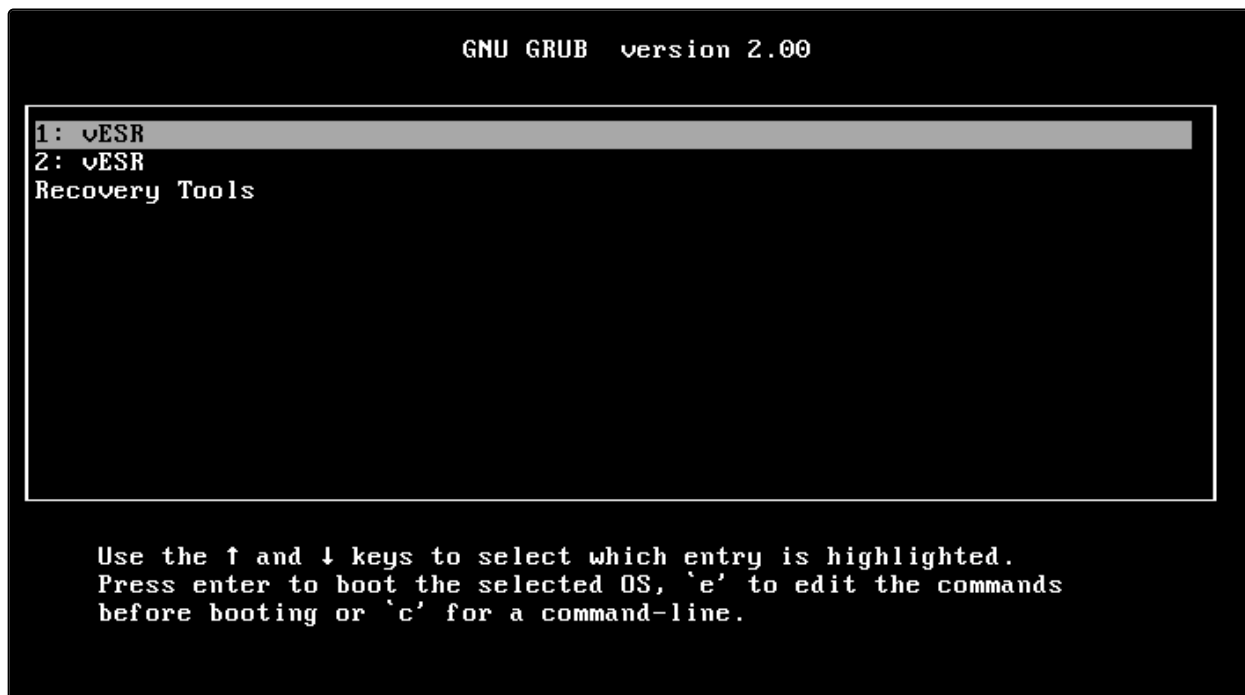 GNU GRUB  version 2.00
1: vESR
2: vESR
Recovery Tools
Use the ↑ and ↓ keys to select which entry is highlighted.
Press enter to boot the selected OS, `e' to edit the commands
before booting or `c' for a command-line.